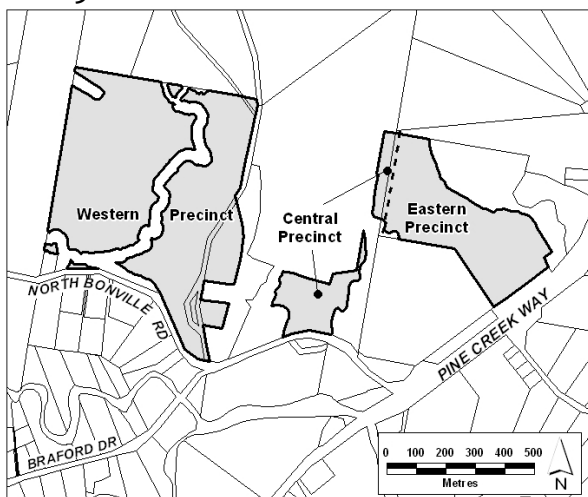 Western Precinct
Central
Precinct
Eastern
Precinct
NORTH BONVILLE RD
PINE CREEK WAY
BRAFORD DR
0 100 200 300 400 500
Metres
N